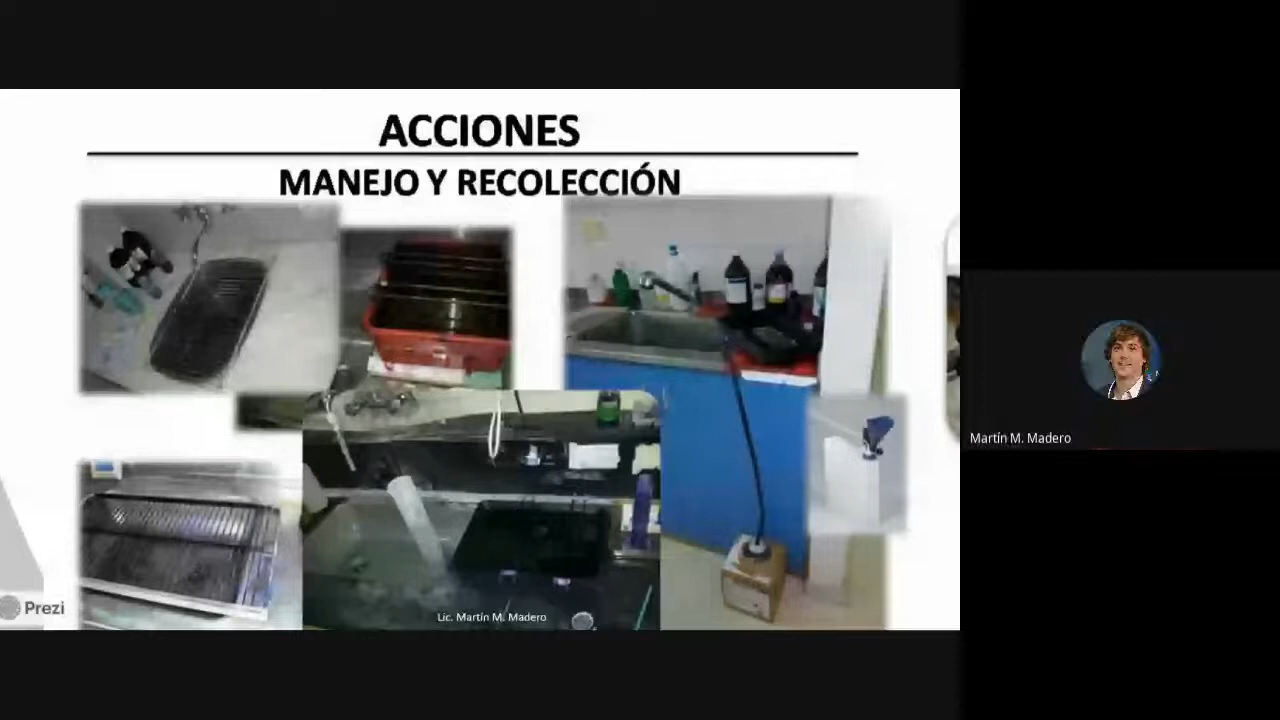 ACCIONES
MANEJO Y RECOLECCIÓN
Prezi
Lic. Martín M. Madero
Martín M. Madero